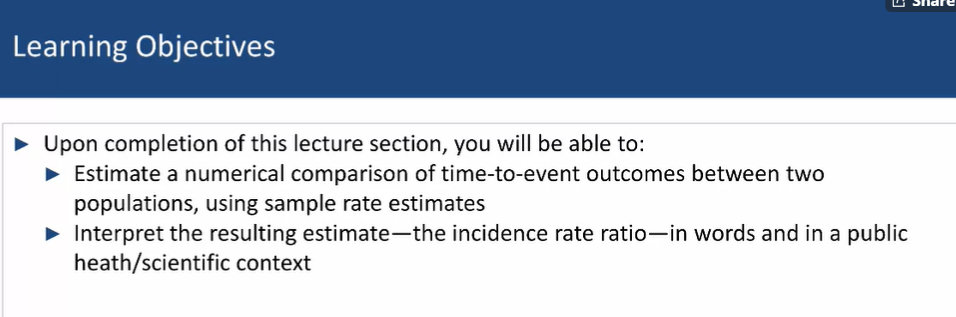 Share
Learning Objectives
► Upon completion of this lecture section, you will be able to:
► Estimate a numerical comparison of time-to-event outcomes between two
populations, using sample rate estimates
► Interpret the resulting estimate—the incidence rate ratio—in words and in a public
heath/scientific context